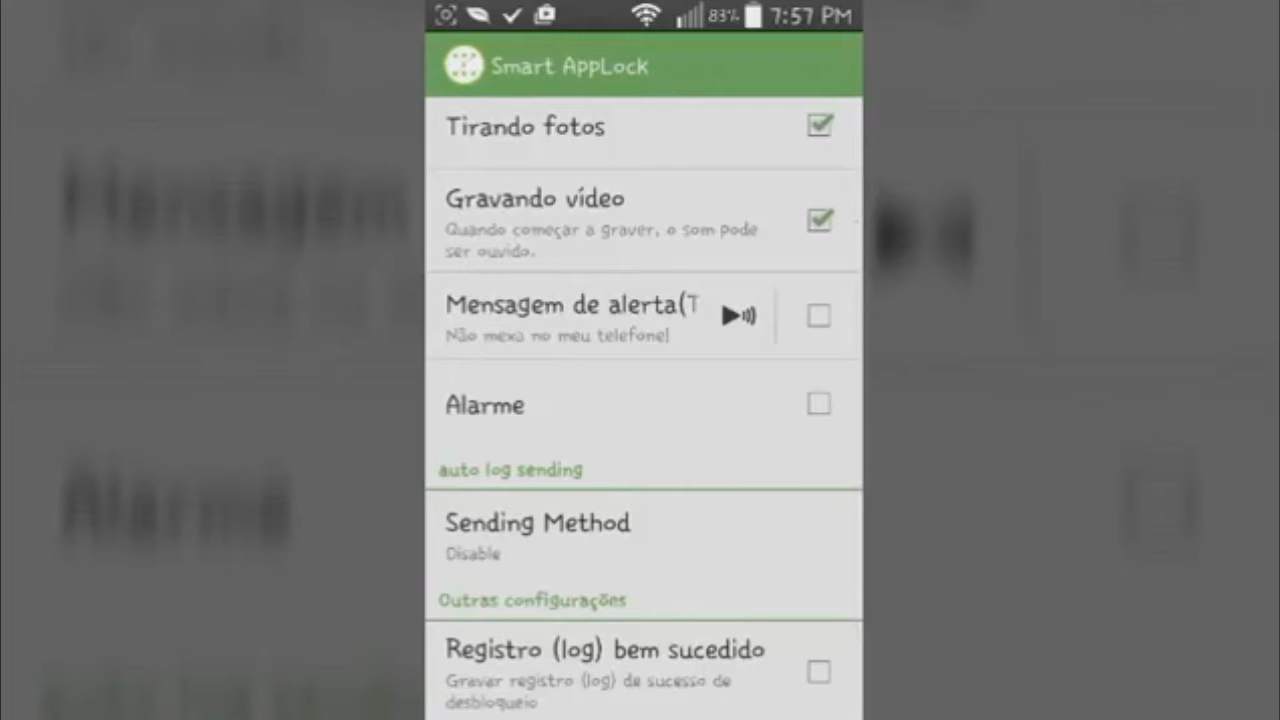 83% 7:57 PM
Smart AppLock
Tirando fotos
Gravando vídeo
Quando começar a graver, o som pode
ser ouvido.
Mensagem de alerta(T
Não mexa no meu telefone!
Alarme
auto log sending
Sending Method
Disable
Outras configurações
Registro (log) bem sucedido
Gravar registro (log) de sucesso de
desbloqueio